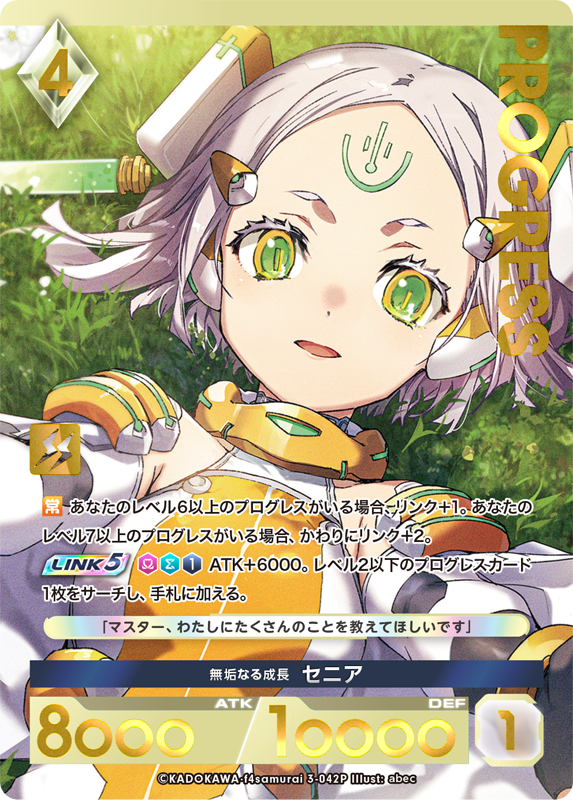 4
PROGRESS
常 あなたのレベル6以上のプログレスがいる場合、リンク+1。あなたの
レベル7以上のプログレスがいる場合、かわりにリンク+2。
LINK5 Ω Σ 1 ATK+6000。レベル2以下のプログレスカード
1枚をサーチし、手札に加える。
「マスター、わたしにたくさんのことを教えてほしいです」
無垢なる成長 セニア
ATK DEF
8000 10000 1
©KADOKAWA-f4samurai 3-042P Illust: abec